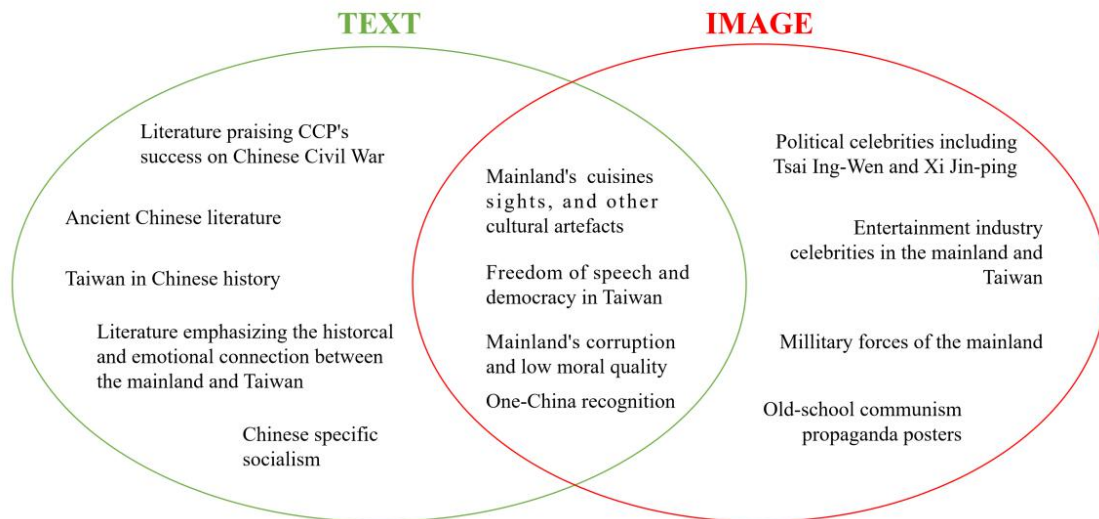 TEXT
IMAGE
Literature praising CCP's
success on Chinese Civil War
Ancient Chinese literature
Taiwan in Chinese history
Literature emphasizing the historcal
and emotional connection between
the mainland and Taiwan
Chinese specific
socialism
Mainland's cuisines
sights, and other
cultural artefacts
Freedom of speech and
democracy in Taiwan
Mainland's corruption
and low moral quality
One-China recognition
Political celebrities including
Tsai Ing-Wen and Xi Jin-ping
Entertainment industry
celebrities in the mainland and
Taiwan
Millitary forces of the mainland
Old-school communism
propaganda posters